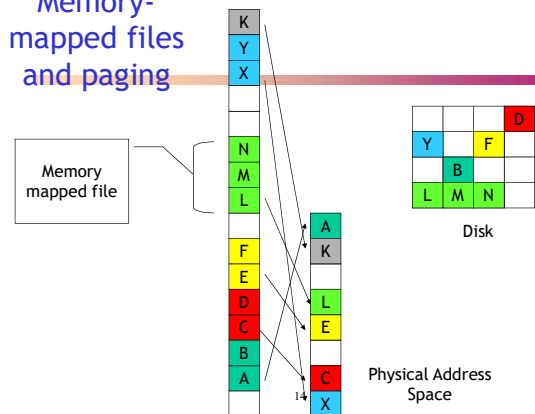 Memory-
mapped files
and paging
K
Y
X
N
M
L
F
E
D
C
B
A
Memory
mapped file
A
K
L
E
C
X
14
Physical Address
Space
D
Y F
B
L M N
Disk